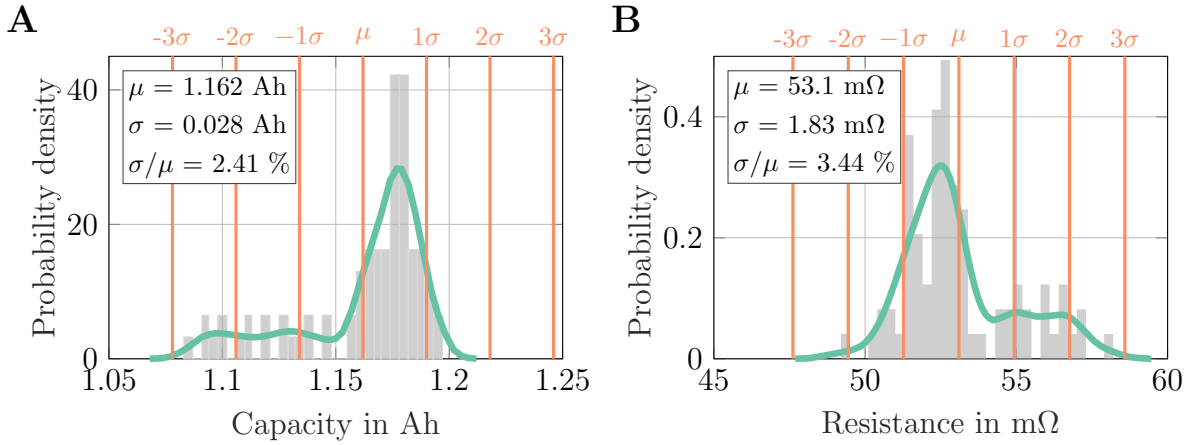 A
-3σ -2σ −1σ μ 1σ 2σ 3σ
μ = 1.162 Ah
σ = 0.028 Ah
σ/μ = 2.41 %
Probability density
40
20
0
1.05 1.1 1.15 1.2 1.25
Capacity in Ah
B
-3σ -2σ −1σ μ 1σ 2σ 3σ
μ = 53.1 mΩ
σ = 1.83 mΩ
σ/μ = 3.44 %
Probability density
0.4
0.2
0
45 50 55 60
Resistance in mΩ